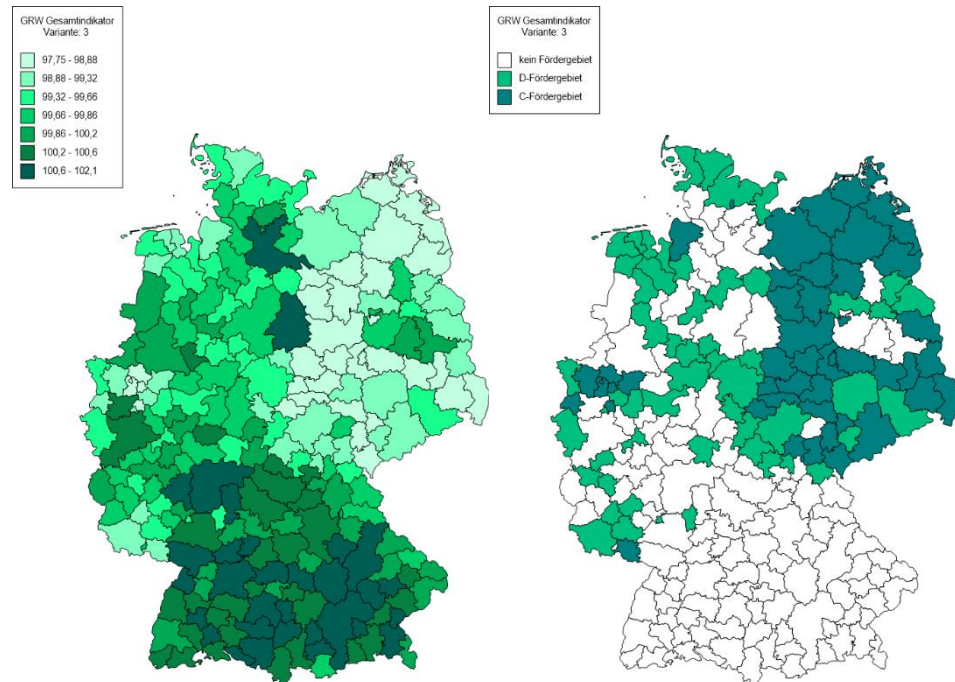 GRW Gesamtindikator
Variante: 3
97,75 - 98,88
98,88 - 99,32
99,32 - 99,66
99,66 - 99,86
99,86 - 100,2
100,2 - 100,6
100,6 - 102,1
GRW Gesamtindikator
Variante: 3
kein Fördergebiet
D-Fördergebiet
C-Fördergebiet